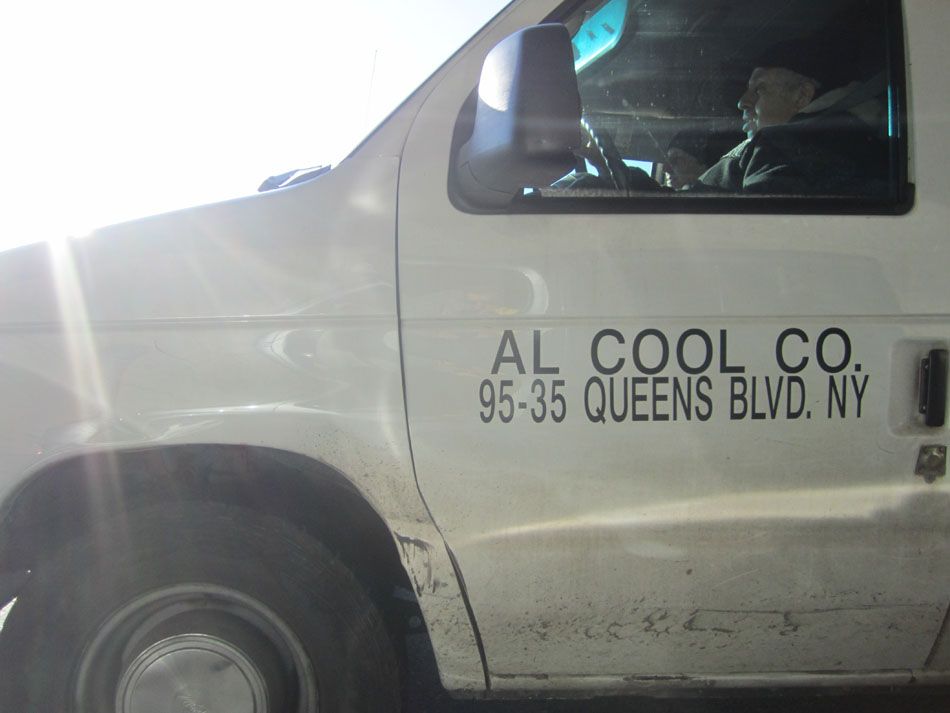 AL COOL CO.
95-35 QUEENS BLVD. NY